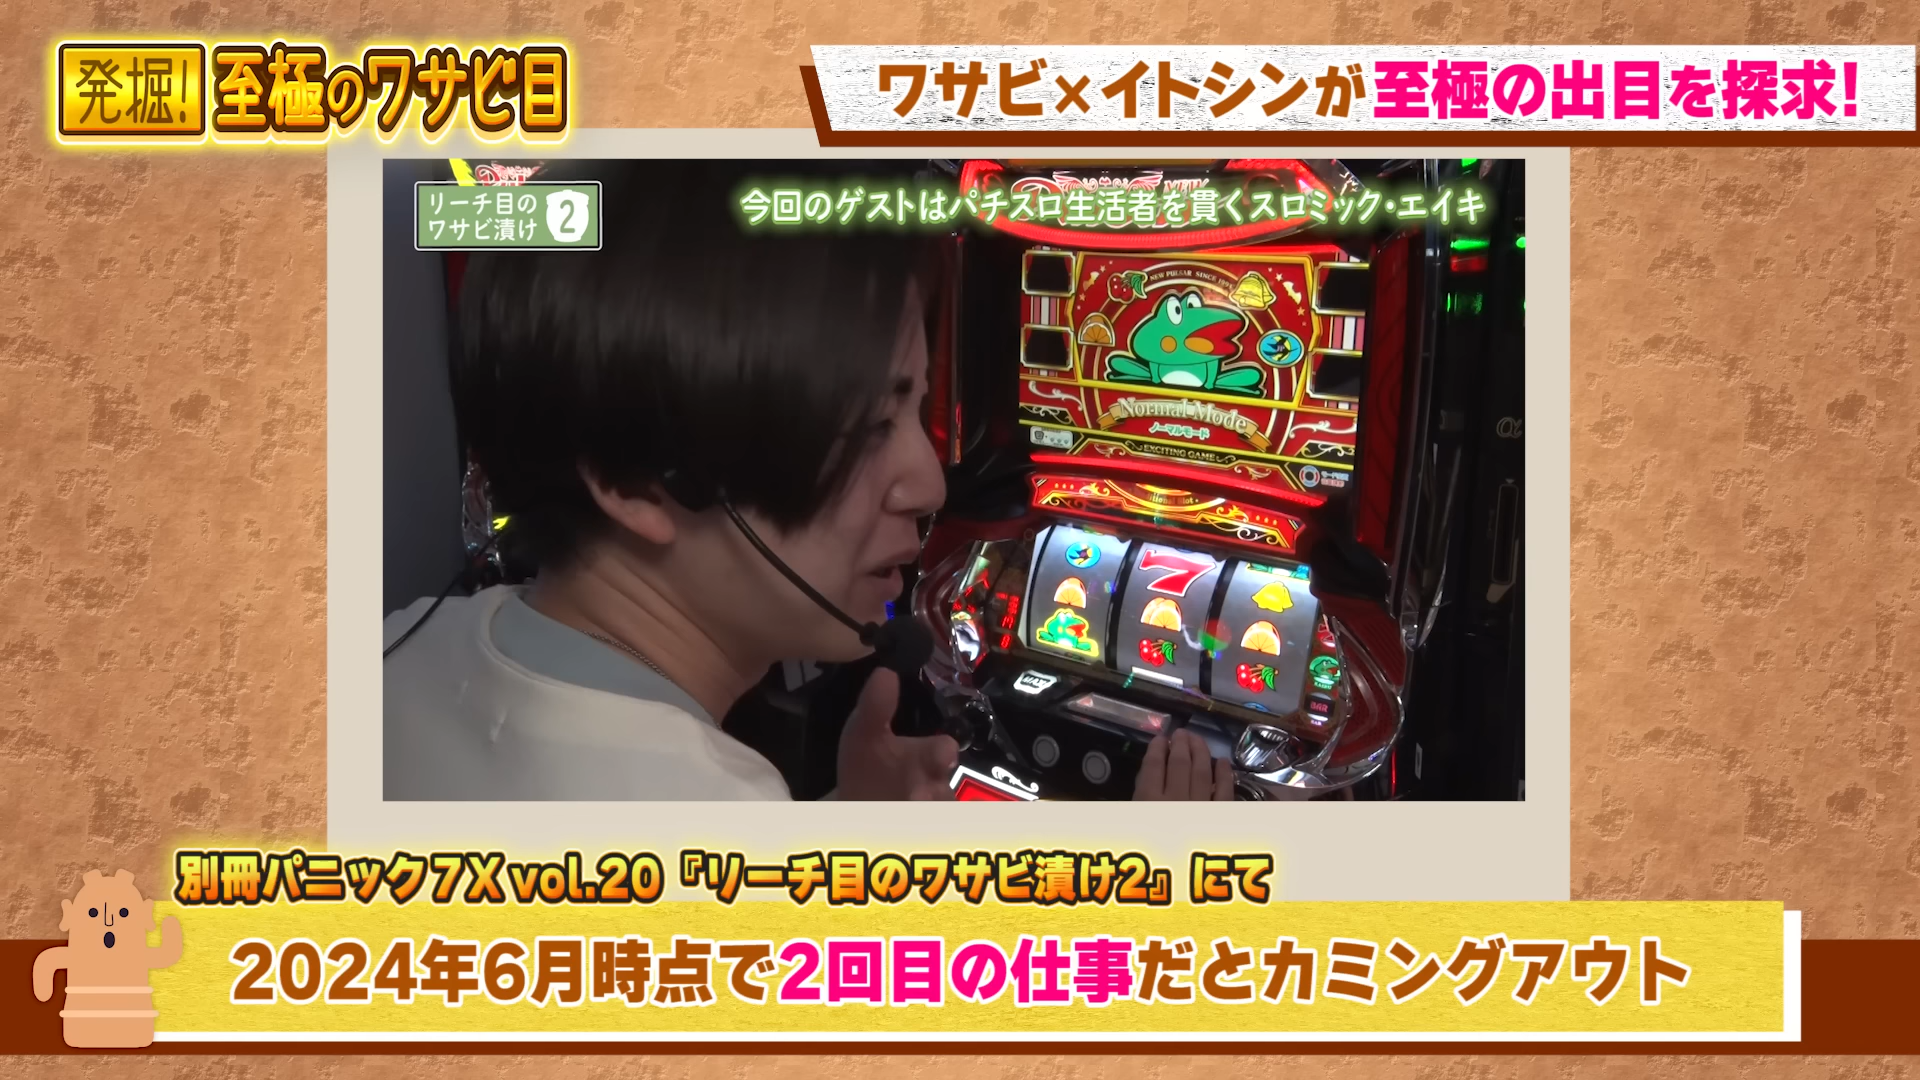 発掘!至極のワサビ目
ワサビ×イトシンが至極の出目を探求!
リーチ目の
ワサビ漬け 2
今回のゲストはパチスロ生活者を貫くスロミック・エイキ
NEW PULSAR SINCE
Normal Mode
ノーマルモード
EXCITING GAME
BAR
別冊パニック7X vol.20『リーチ目のワサビ漬け2』にて
2024年6月時点で2回目の仕事だとカミングアウト